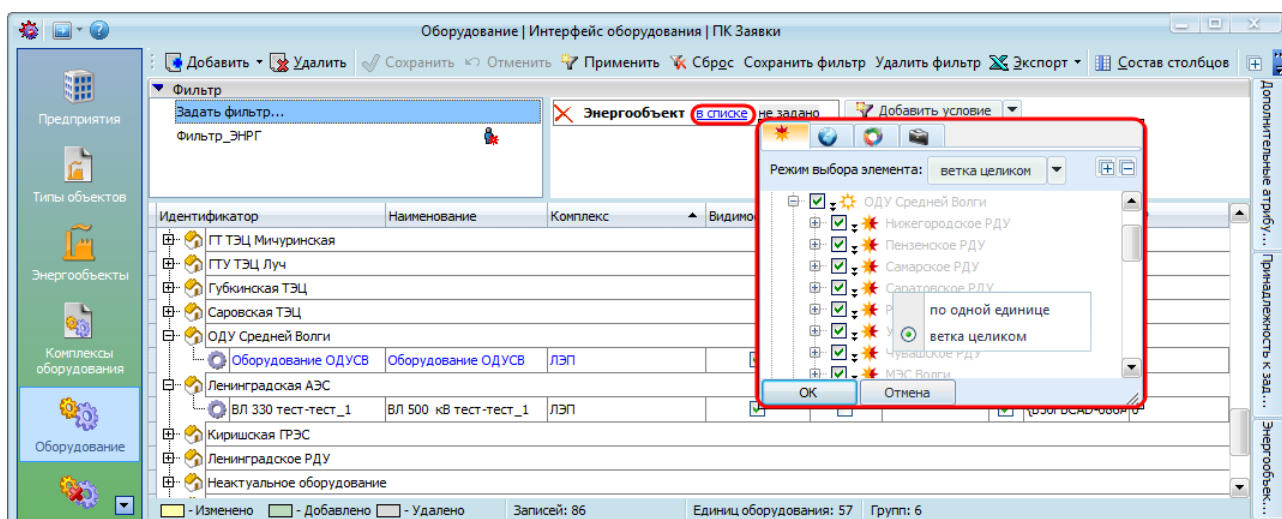 Оборудование | Интерфейс оборудования | ПК Заявки
Добавить Удалить Сохранить Отменить Применить Сброс Сохранить фильтр Удалить фильтр Экспорт Состав столбцов
Предприятия
Типы объектов
Энергообъекты
Комплексы
оборудования
Оборудование
Фильтр
Задать фильтр...
Фильтр_ЭНРГ
Энергообъект в списке не задано Добавить условие
Режим выбора элемента: ветка целиком
ОДУ Средней Волги
Нижегородское РДУ
Пензенское РДУ
Самарское РДУ
Саратовское РДУ
Чувашское РДУ
МЭС Волги
по одной единице
ветка целиком
OK Отмена
Идентификатор Наименование Комплекс
ГТ ТЭЦ Мичуринская
ГТУ ТЭЦ Луч
Губкинская ТЭЦ
Саровская ТЭЦ
ОДУ Средней Волги
Оборудование ОДУСВ Оборудование ОДУСВ ЛЭП
Ленинградская АЭС
ВЛ 330 тест-тест_1 ВЛ 500 кВ тест-тест_1 ЛЭП
Киришская ГРЭС
Ленинградское РДУ
Неактуальное оборудование
- Изменено - Добавлено - Удалено Записей: 86 Единиц оборудования: 57 Групп: 6
Дополнительные атрибу...
Принадлежность к зад...
Энергообъек...